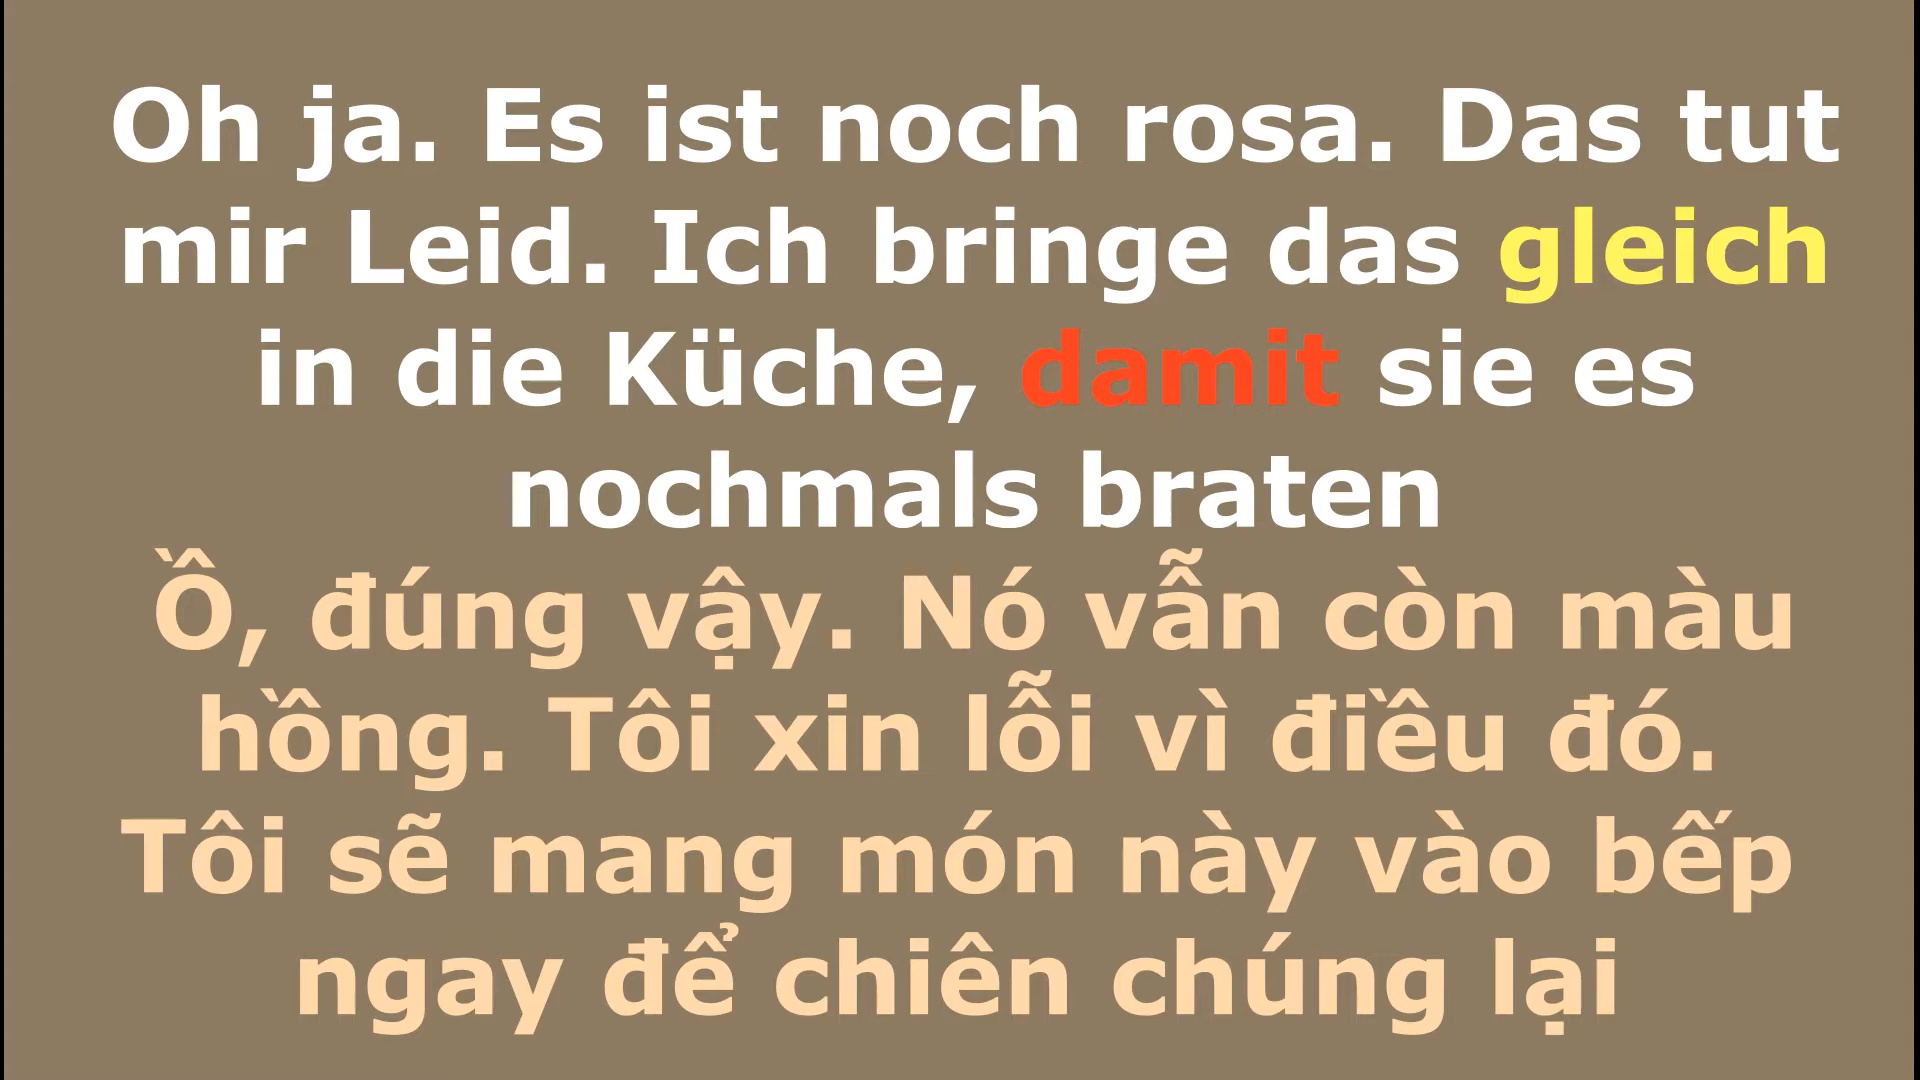 Oh ja. Es ist noch rosa. Das tut
mir Leid. Ich bringe das gleich
in die Küche, damit sie es
nochmals braten
Ồ, đúng vậy. Nó vẫn còn màu
hồng. Tôi xin lỗi vì điều đó.
Tôi sẽ mang món này vào bếp
ngay để chiên chúng lại